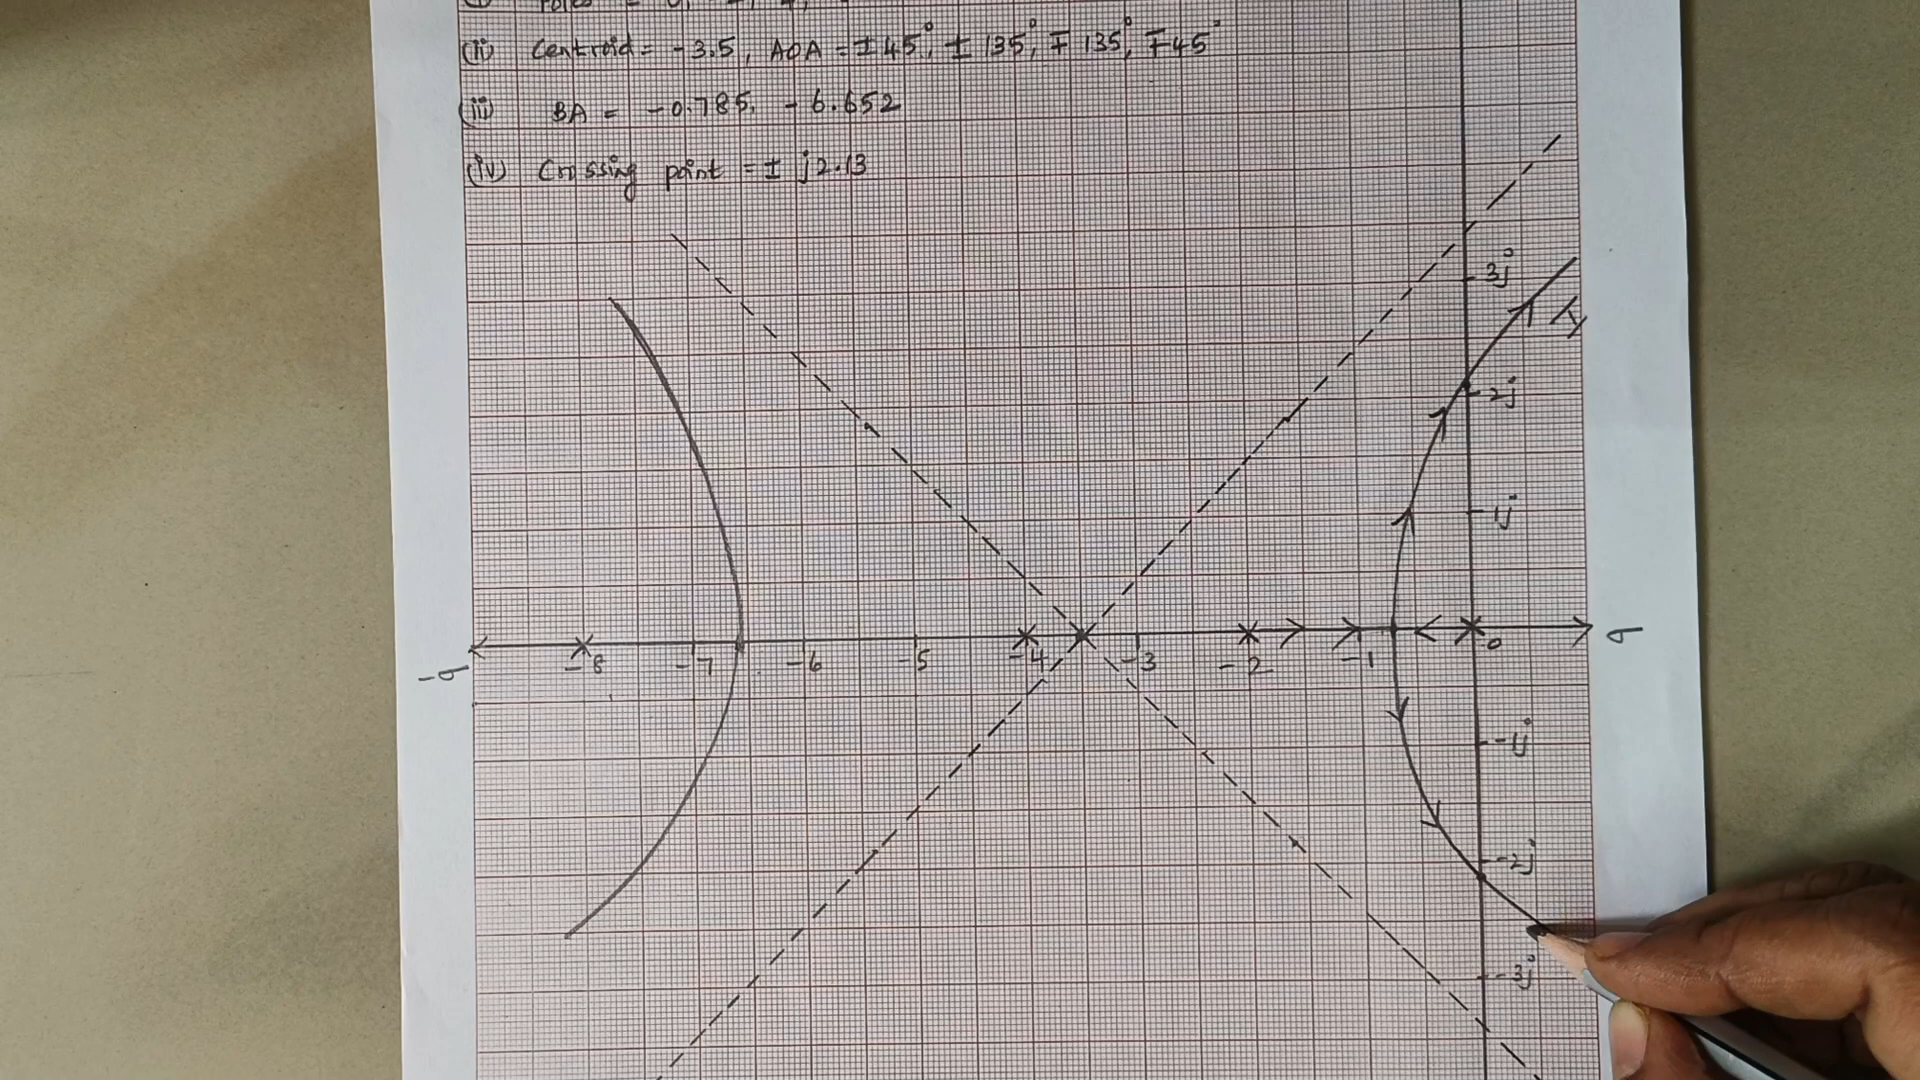 (ii) Centroid = -3.5, AOA = ±45°, ±135°, ∓135°, ∓45°
(iii) BA = -0.785, -6.652
(iv) Crossing point = ± j2.13
3j
2j
1j
-8 -7 -6 -5 -4 -3 -2 -1 0
-σ σ
-1j
-2j
-3j